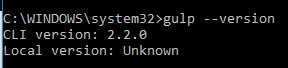 C:\WINDOWS\system32>gulp --version
CLI version: 2.2.0
Local version: Unknown